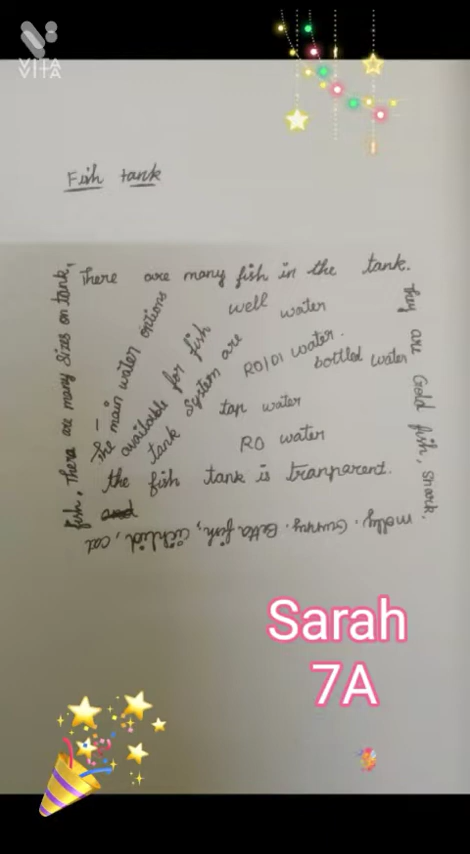 VITA
VITA
Fish tank
There are many fish in the tank.
They are Gold fish, shark.
molly. Guppy. Betta fish, cichlid, cat
fish, There are many sizes on tank,
The main water options
available for fish
tank system are
well water
RO/DI water.
bottled water
tap water
RO water
the fish tank is tranparent.
Sarah
7A